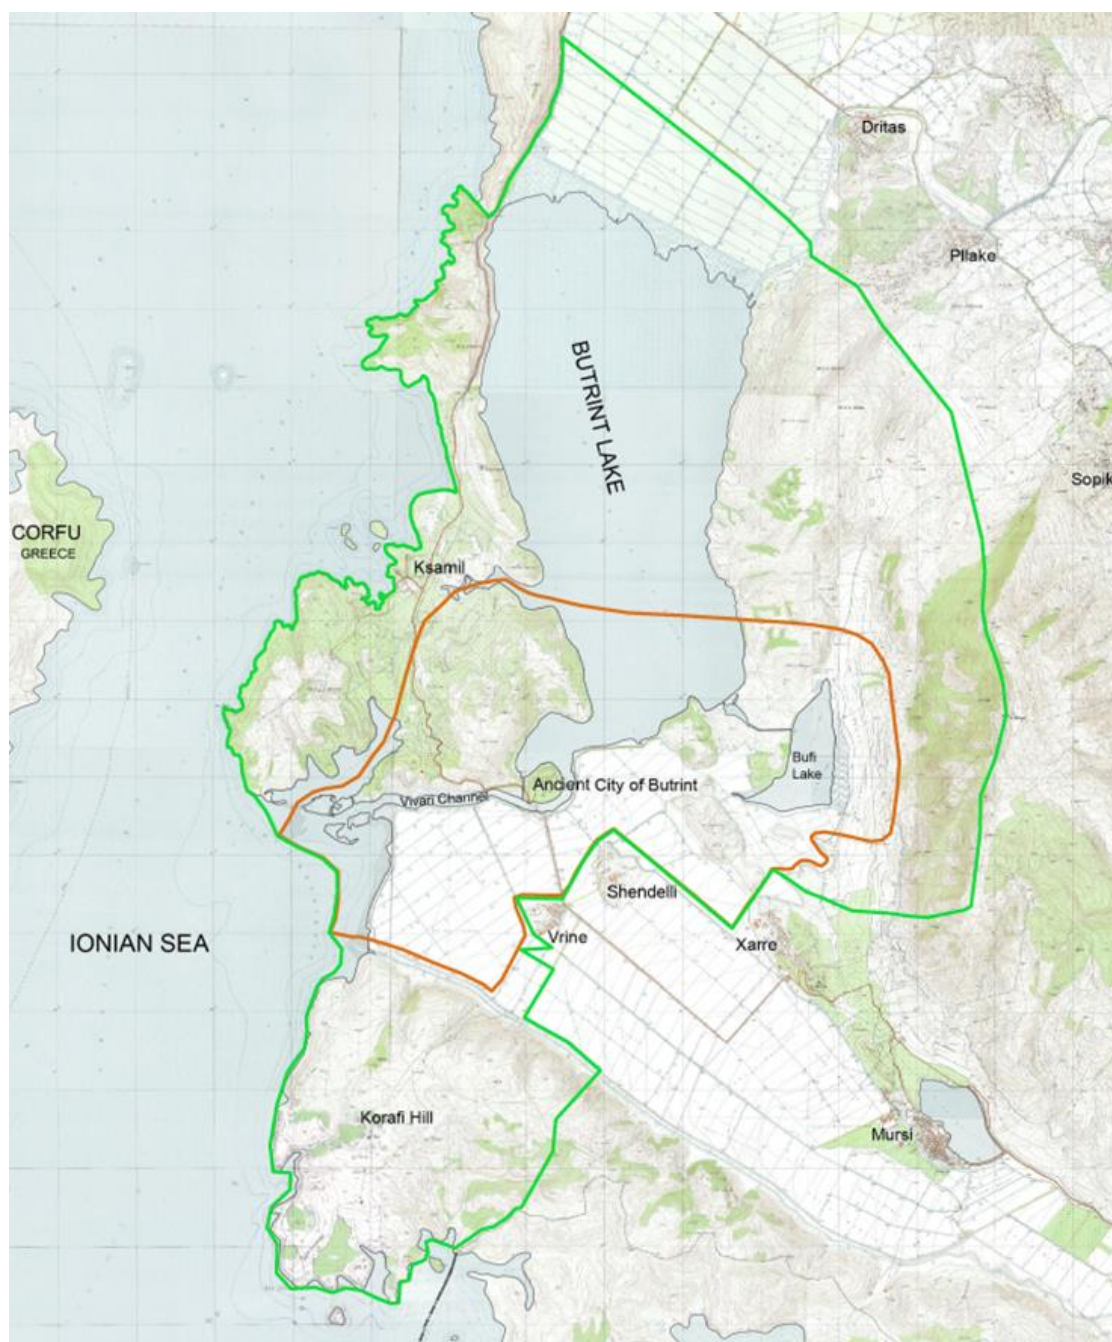 Dritas
Pllake
BUTRINT LAKE
Sopik
CORFU
GREECE
Ksamil
Bufi
Lake
Ancient City of Butrint
Vivari Channel
Shendelli
Vrine
Xarre
IONIAN SEA
Korafi Hill
Mursi